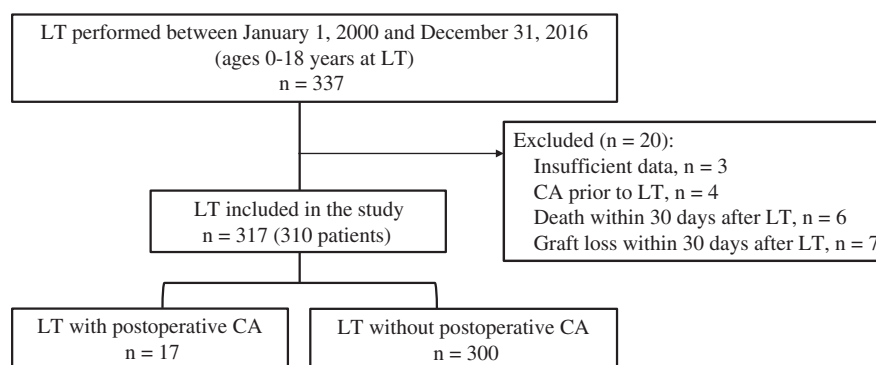 LT performed between January 1, 2000 and December 31, 2016
(ages 0-18 years at LT)
n = 337
Excluded (n = 20):
Insufficient data, n = 3
CA prior to LT, n = 4
Death within 30 days after LT, n = 6
Graft loss within 30 days after LT, n = 7
LT included in the study
n = 317 (310 patients)
LT with postoperative CA
n = 17
LT without postoperative CA
n = 300